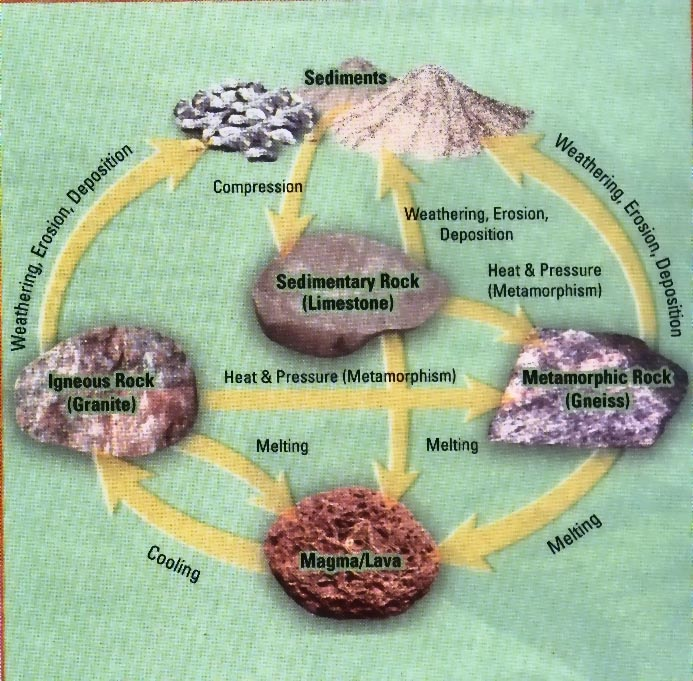 Sediments
Weathering, Erosion, Deposition
Compression
Weathering, Erosion,
Deposition
Weathering, Erosion, Deposition
Sedimentary Rock
(Limestone)
Heat & Pressure
(Metamorphism)
Igneous Rock
(Granite)
Heat & Pressure (Metamorphism)
Metamorphic Rock
(Gneiss)
Melting
Melting
Cooling
Magma/Lava
Melting